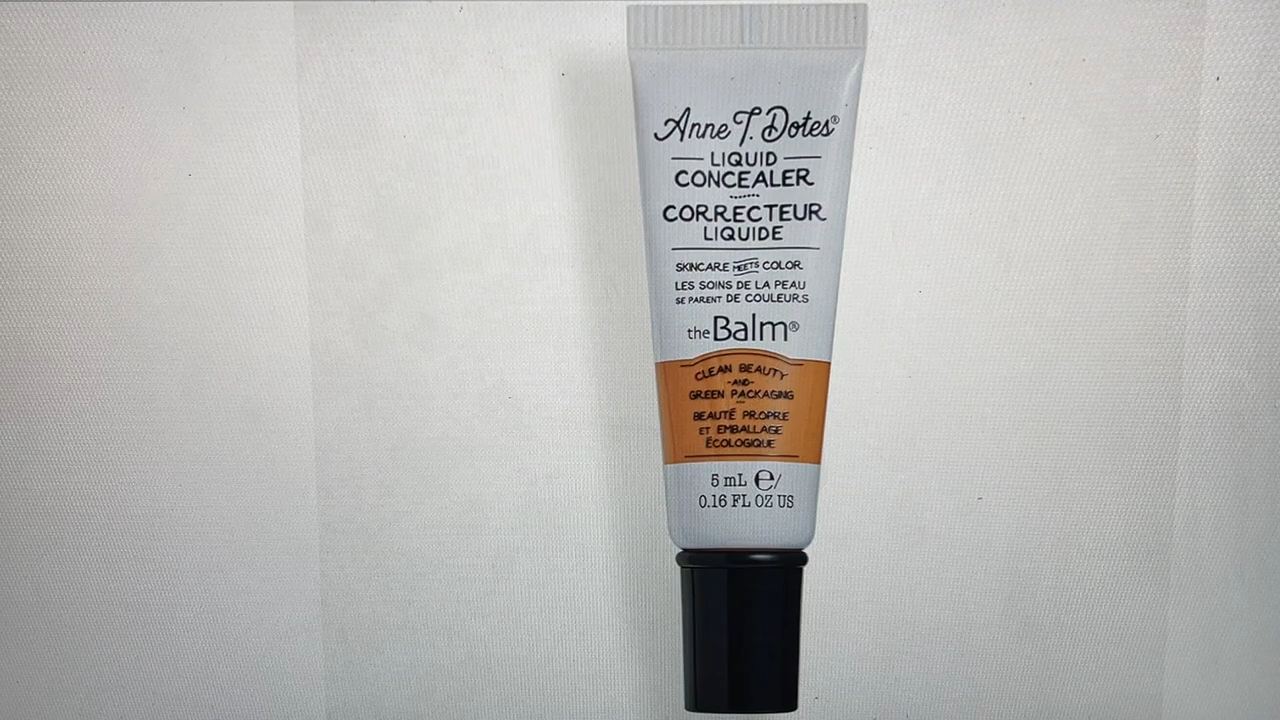 Anne T. Dotes®
LIQUID
CONCEALER
CORRECTEUR
LIQUIDE
SKINCARE MEETS COLOR
LES SOINS DE LA PEAU
SE PARENT DE COULEURS
theBalm®
CLEAN BEAUTY
-AND-
GREEN PACKAGING
BEAUTÉ PROPRE
ET EMBALLAGE
ÉCOLOGIQUE
5 mL ℮/
0.16 FL OZ US